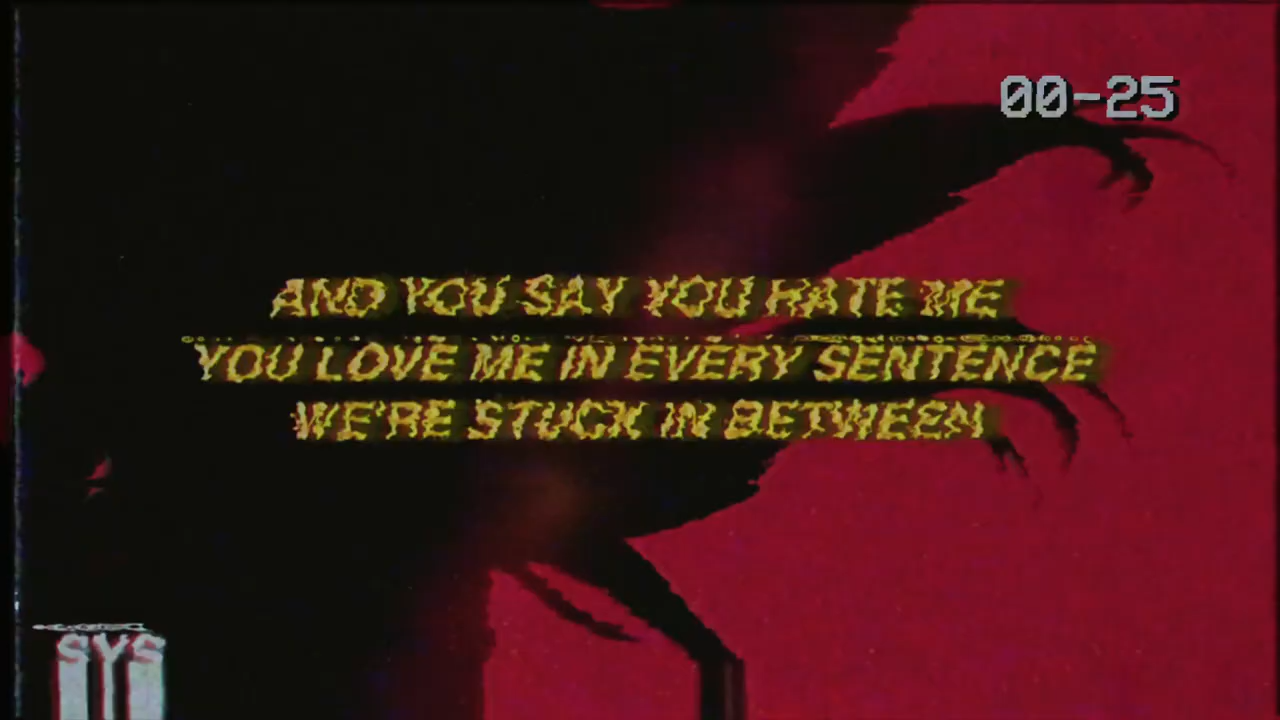 00-25
AND YOU SAY YOU HATE ME
YOU LOVE ME IN EVERY SENTENCE
WE'RE STUCK IN BETWEEN
SYS